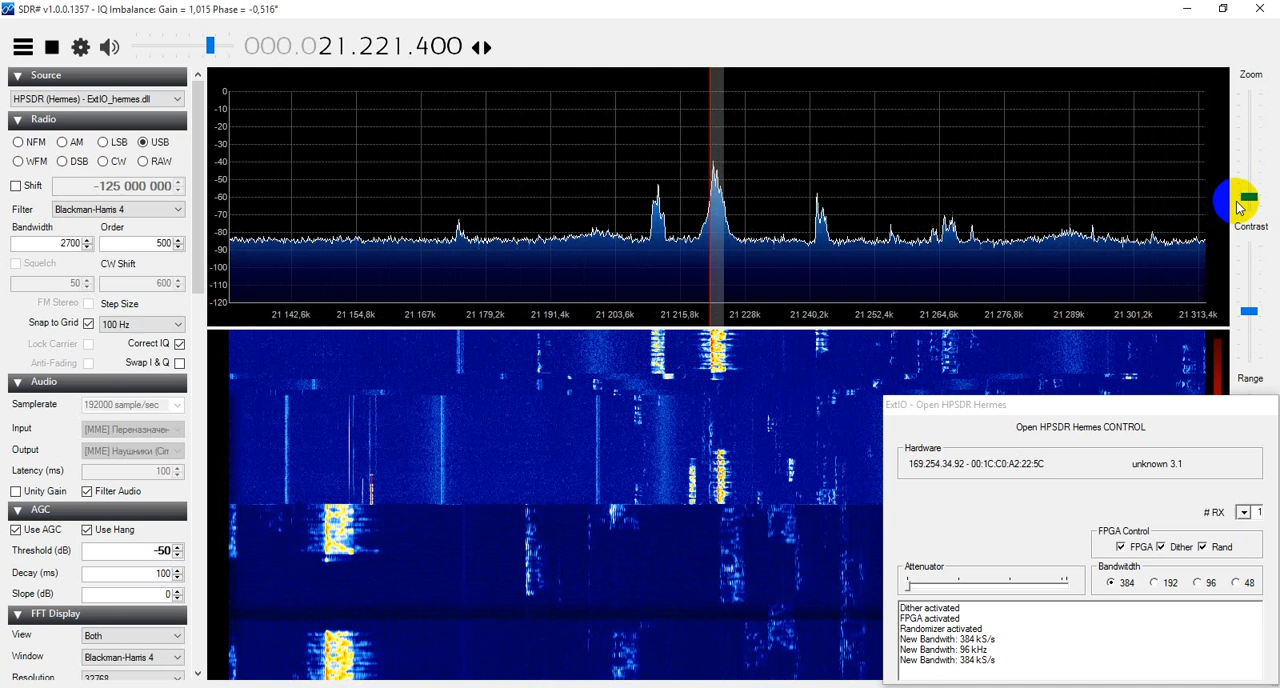 SDR# v1.0.0.1357 - IQ Imbalance: Gain = 1,015 Phase = -0,516°
000.021.221.400
Source
HPSDR (Hermes) - ExtIO_hermes.dll
Radio
NFM AM LSB USB
WFM DSB CW RAW
Shift -125 000 000
Filter Blackman-Harris 4
Bandwidth Order
2700 500
Squelch CW Shift
50 600
FM Stereo Step Size
Snap to Grid 100 Hz
Lock Carrier Correct IQ
Anti-Fading Swap I & Q
Audio
Samplerate 192000 sample/sec
Input [MME] Переназначен
Output [MME] Наушники (Cirr
Latency (ms) 100
Unity Gain Filter Audio
AGC
Use AGC Use Hang
Threshold (dB) -50
Decay (ms) 100
Slope (dB) 0
FFT Display
View Both
Window Blackman-Harris 4
Resolution 32768
0
-10
-20
-30
-40
-50
-60
-70
-80
-90
-100
-110
-120
21 142,6k 21 154,8k 21 167k 21 179,2k 21 191,4k 21 203,6k 21 215,8k 21 228k 21 240,2k 21 252,4k 21 264,6k 21 276,8k 21 289k 21 301,2k 21 313,4k
Zoom
Contrast
Range
ExtIO - Open HPSDR Hermes
Open HPSDR Hermes CONTROL
Hardware
169.254.34.92 - 00:1C:C0:A2:22:5C unknown 3.1
# RX 1
FPGA Control
FPGA Dither Rand
Attenuator
Bandwitdth
384 192 96 48
Dither activated
FPGA activated
Randomizer activated
New Bandwith: 384 kS/s
New Bandwith: 96 kHz
New Bandwith: 384 kS/s